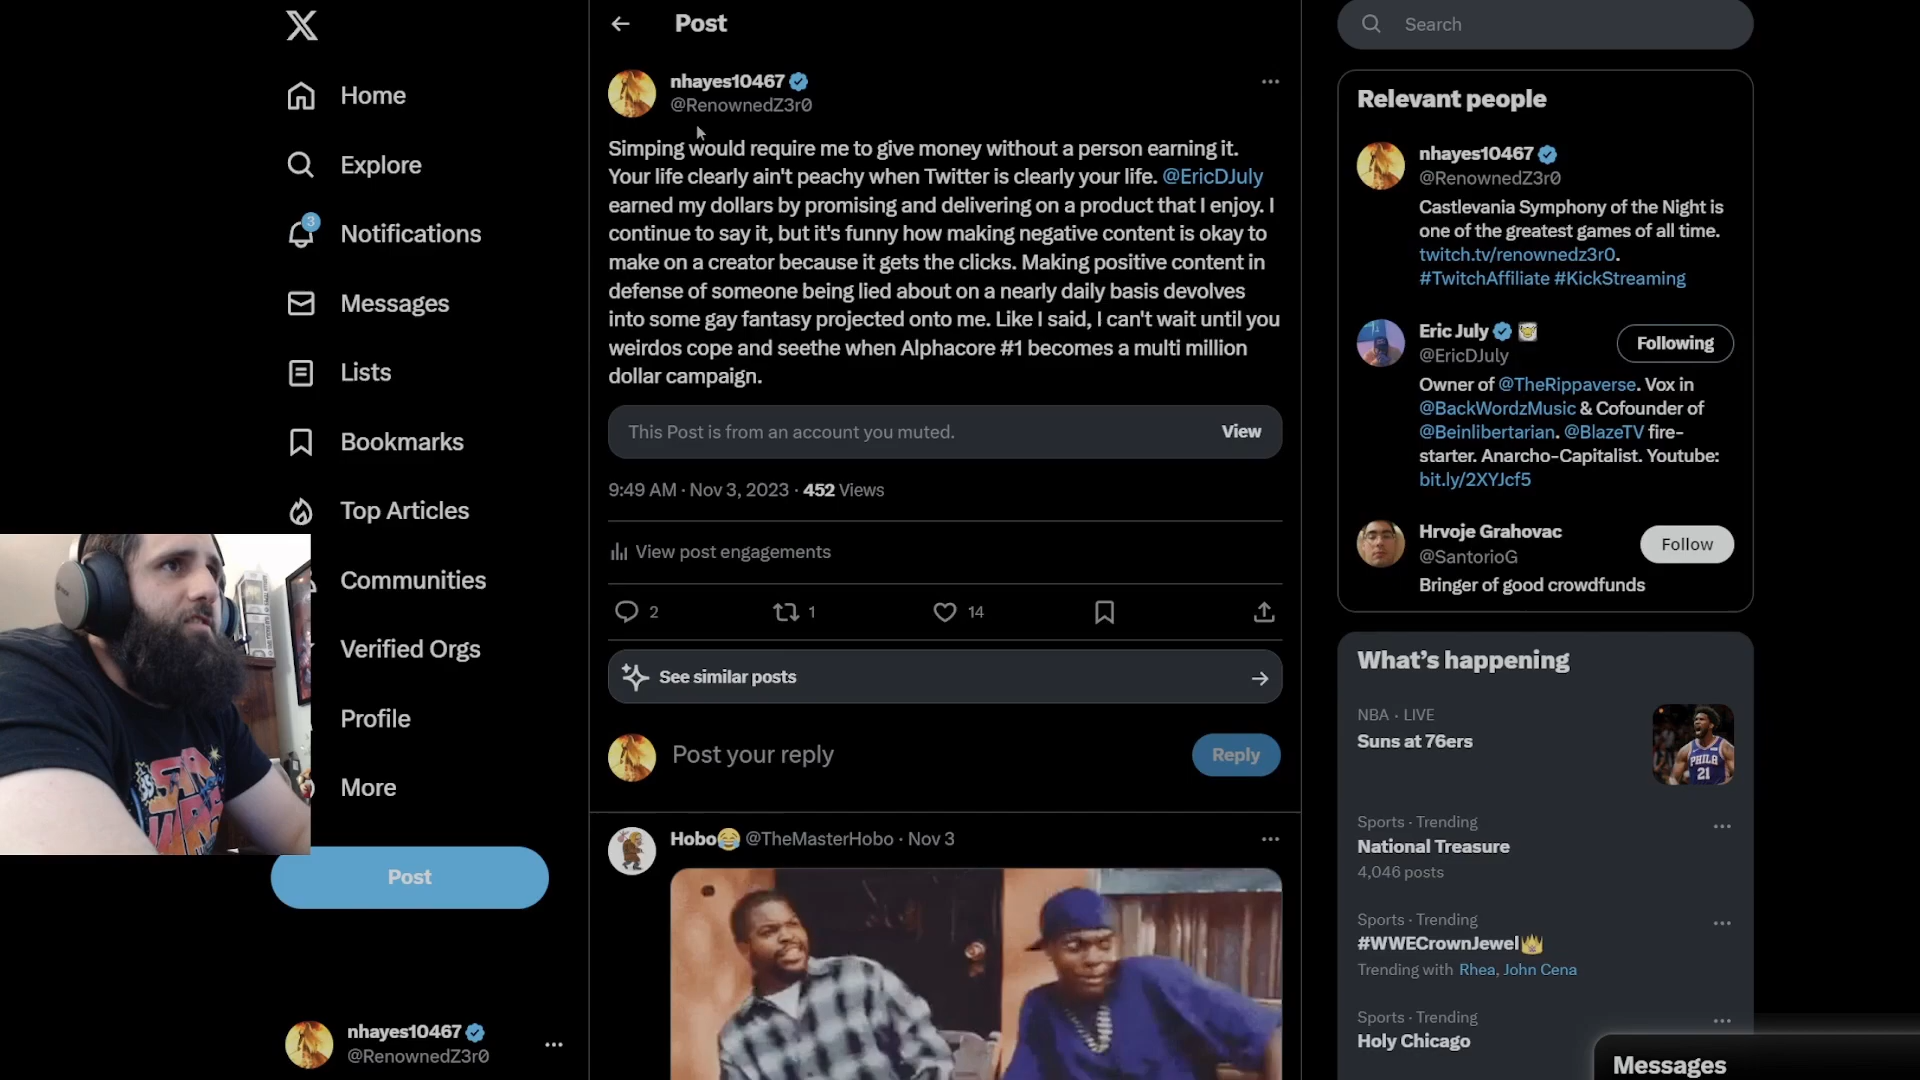 X
Home
Explore
3
Notifications
Messages
Lists
Bookmarks
Top Articles
Communities
Verified Orgs
Profile
More
Post
nhayes10467
@RenownedZ3r0
Post
nhayes10467
@RenownedZ3r0
Simping would require me to give money without a person earning it.
Your life clearly ain't peachy when Twitter is clearly your life. @EricDJuly
earned my dollars by promising and delivering on a product that I enjoy. I
continue to say it, but it's funny how making negative content is okay to
make on a creator because it gets the clicks. Making positive content in
defense of someone being lied about on a nearly daily basis devolves
into some gay fantasy projected onto me. Like I said, I can't wait until you
weirdos cope and seethe when Alphacore #1 becomes a multi million
dollar campaign.
This Post is from an account you muted. View
9:49 AM · Nov 3, 2023 · 452 Views
View post engagements
2 1 14
See similar posts
Post your reply Reply
Hobo😂 @TheMasterHobo · Nov 3
Search
Relevant people
nhayes10467
@RenownedZ3r0
Castlevania Symphony of the Night is
one of the greatest games of all time.
twitch.tv/renownedz3r0.
#TwitchAffiliate #KickStreaming
Eric July
@EricDJuly
Following
Owner of @TheRippaverse. Vox in
@BackWordzMusic & Cofounder of
@Beinlibertarian. @BlazeTV fire-
starter. Anarcho-Capitalist. Youtube:
bit.ly/2XYJcf5
Hrvoje Grahovac
@SantorioG
Follow
Bringer of good crowdfunds
What's happening
NBA · LIVE
Suns at 76ers
PHILA
21
Sports · Trending
National Treasure
4,046 posts
Sports · Trending
#WWECrownJewel👑
Trending with Rhea, John Cena
Sports · Trending
Holy Chicago
Messages